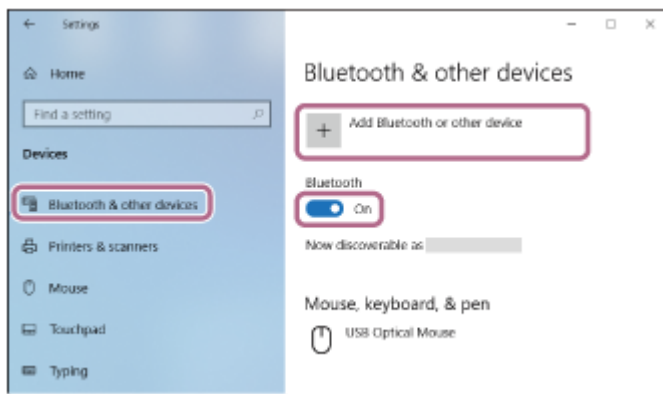 Settings
Home
Find a setting
Devices
Bluetooth & other devices
Printers & scanners
Mouse
Touchpad
Typing
Bluetooth & other devices
Add Bluetooth or other device
Bluetooth
On
Now discoverable as
Mouse, keyboard, & pen
USB Optical Mouse